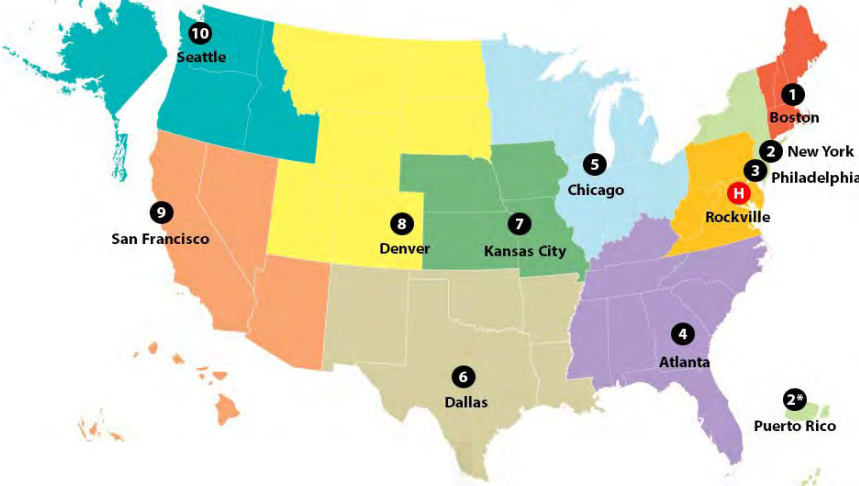 10
Seattle
1
Boston
2 New York
3 Philadelphia
H
Rockville
5
Chicago
9
San Francisco
8
Denver
7
Kansas City
4
Atlanta
6
Dallas
2*
Puerto Rico